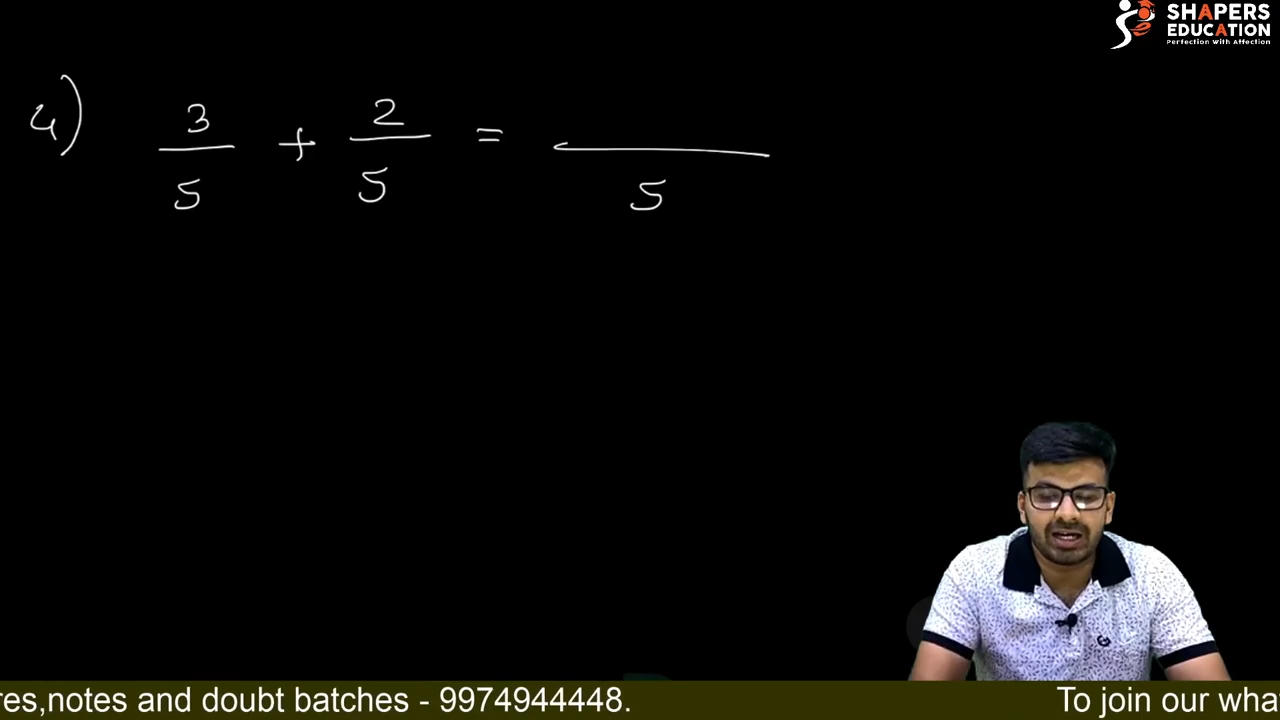 SHAPERS
EDUCATION
Perfection With Affection
4) 3/5 + 2/5 = /5
res,notes and doubt batches - 9974944448.
To join our wha